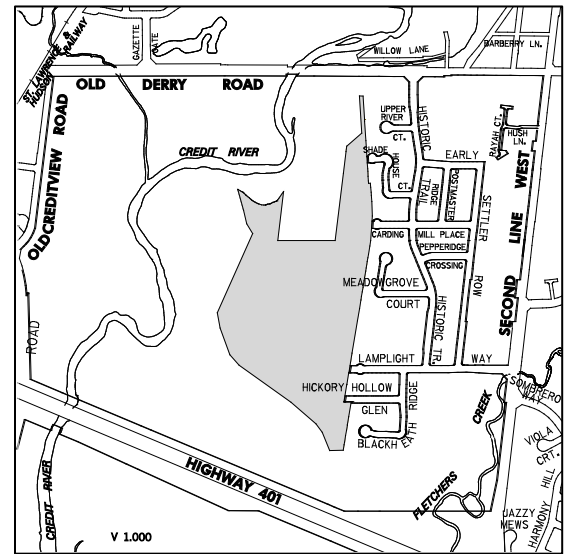 GAZETTE
GATE
WILLOW LANE
BARBERRY LN.
ST. LAWRENCE &
HUDSON RAILWAY
OLD DERRY ROAD
OLD CREDITVIEW ROAD
UPPER
RIVER
CT.
HISTORIC
TRAIL
RAYAH CT.
HUSH
LN.
CREDIT RIVER
SHADE
HOUSE
CT.
EARLY
SETTLER
ROW
RIDGE
POSTMASTER
SECOND LINE WEST
CARDING
MILL PLACE
PEPPERIDGE
CROSSING
MEADOWGROVE
COURT
HISTORIC TR.
ROAD
LAMPLIGHT WAY
HICKORY HOLLOW
GLEN
BLACKHEATH RIDGE
SOMBRERO
WAY
FLETCHERS CREEK
VIOLA
CRT.
HARMONY HILL
JAZZY
MEWS
HIGHWAY 401
CREDIT RIVER
V 1.000